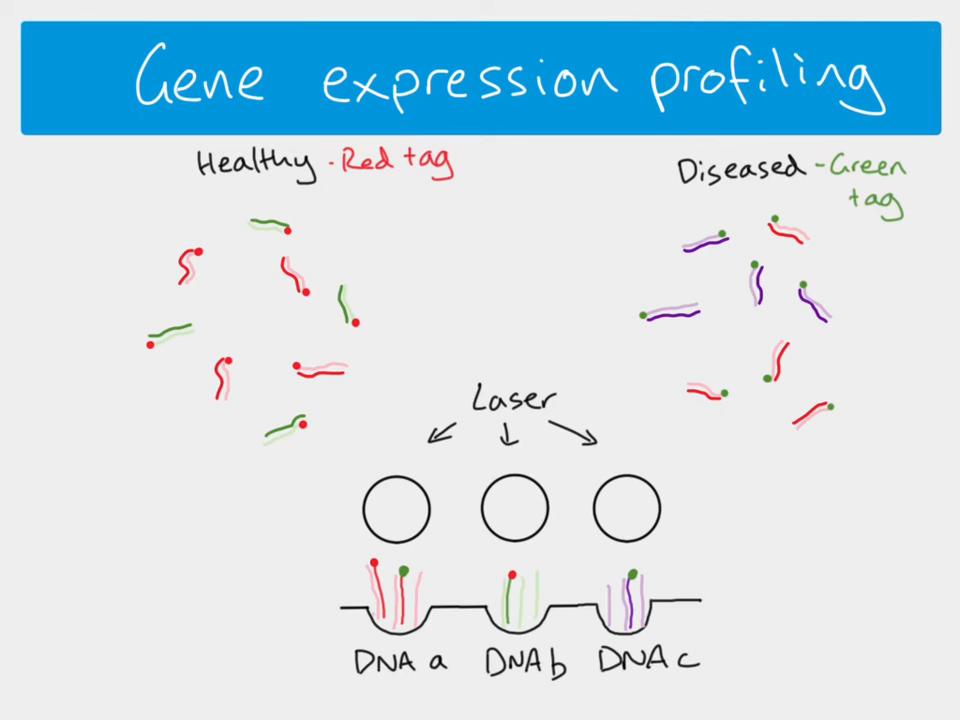 Gene expression profiling
Healthy - Red tag
Diseased - Green
tag
Laser
DNA a DNA b DNA c